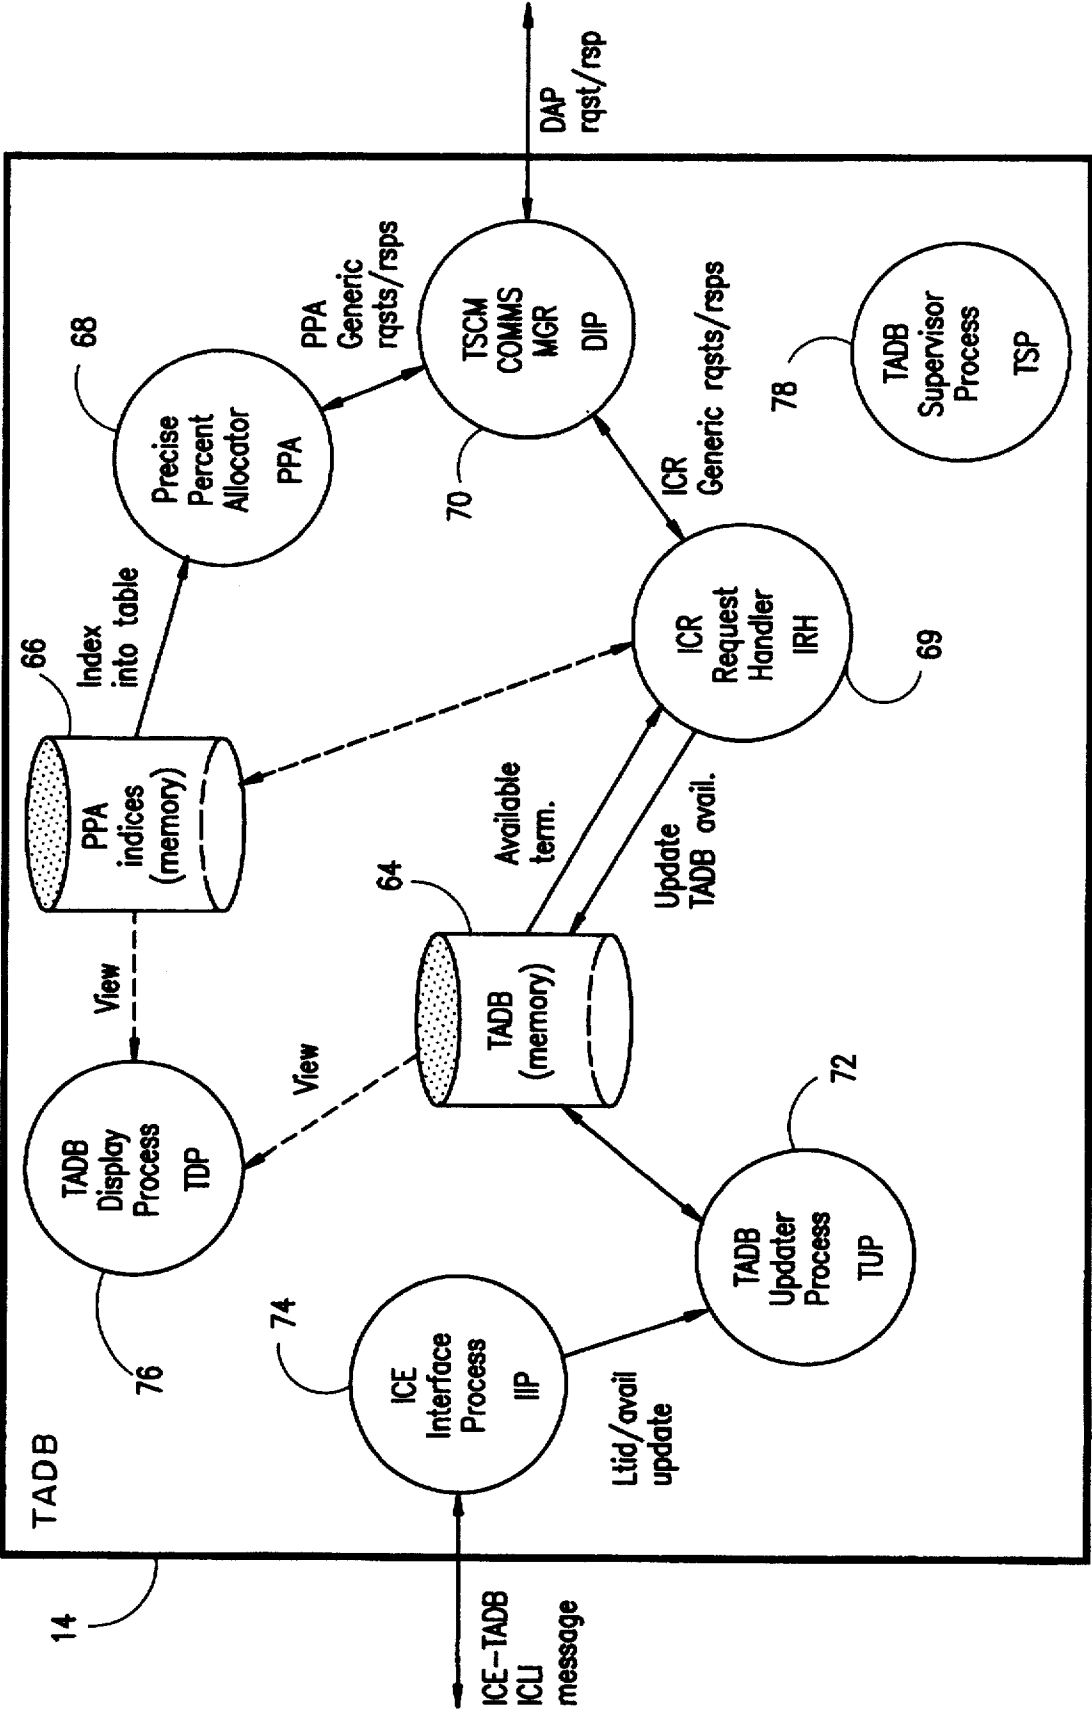 TADB
14
ICE-TADB
ICLI
message
ICE
Interface
Process
IIP
74
Ltid/avail
update
TADB
Display
Process
TDP
76
View
View
TADB
Updater
Process
TUP
72
TADB
(memory)
64
PPA
indices
(memory)
66
Index
into table
Available
term.
Update
TADB avail.
Precise
Percent
Allocator
PPA
68
PPA
Generic
rqsts/rsps
TSCM
COMMS
MGR
DIP
70
ICR
Generic rqsts/rsps
ICR
Request
Handler
IRH
69
TADB
Supervisor
Process
TSP
78
DAP
rqst/rsp